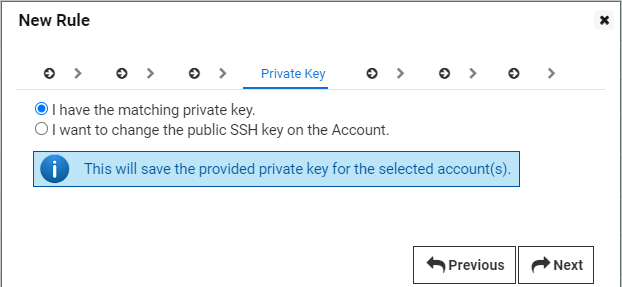 New Rule
Private Key
I have the matching private key.
I want to change the public SSH key on the Account.
This will save the provided private key for the selected account(s).
Previous
Next